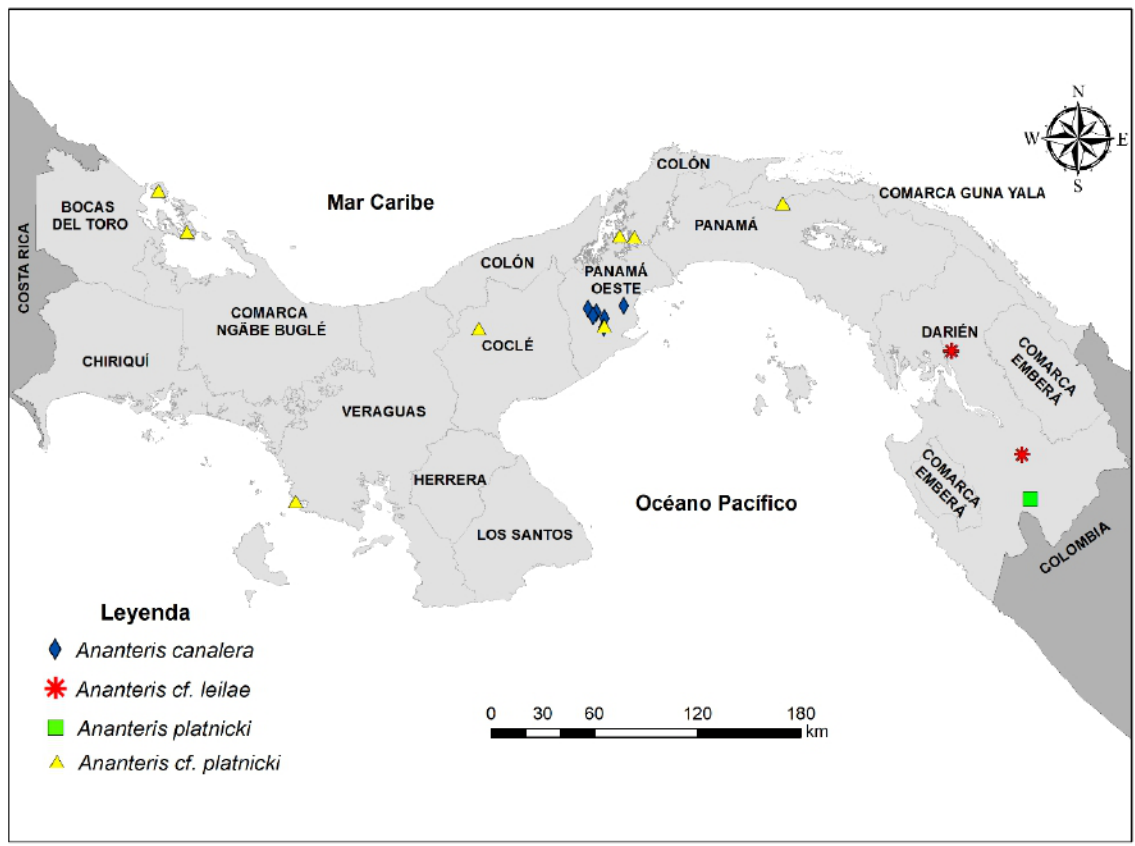 N
W
E
S
COLÓN
COMARCA GUNA YALA
BOCAS
DEL TORO
Mar Caribe
PANAMÁ
COSTA RICA
COLÓN
PANAMÁ
OESTE
COMARCA
NGÄBE BUGLÉ
COCLÉ
DARIÉN
CHIRIQUÍ
COMARCA
EMBERÁ
VERAGUAS
HERRERA
COMARCA
EMBERÁ
Océano Pacífico
LOS SANTOS
COLOMBIA
Leyenda
Ananteris canalera
Ananteris cf. leilae
Ananteris platnicki
Ananteris cf. platnicki
0 30 60 120 180
km